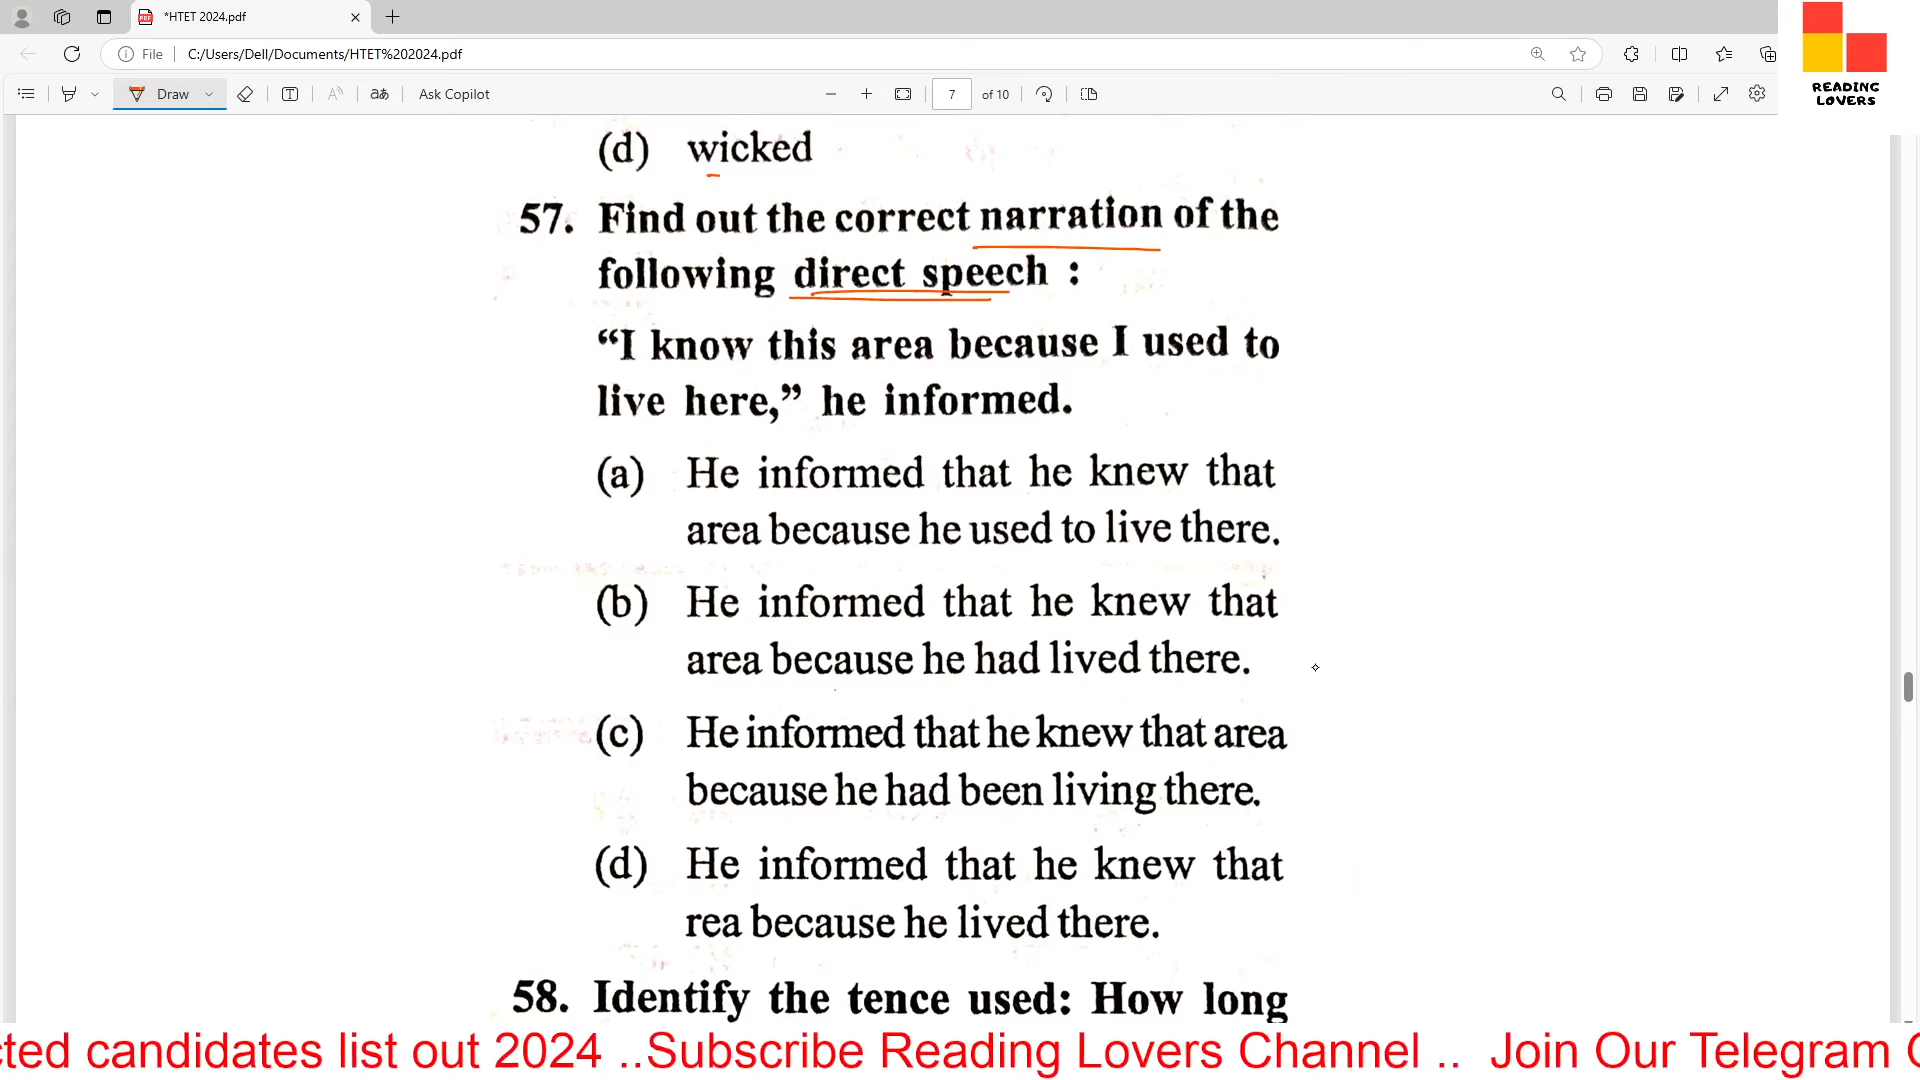 *HTET 2024.pdf
File
C:/Users/Dell/Documents/HTET%202024.pdf
Draw
Ask Copilot
7
of 10
READING
LOVERS
(d) wicked
57. Find out the correct narration of the
following direct speech :
“I know this area because I used to
live here,” he informed.
(a) He informed that he knew that
area because he used to live there.
(b) He informed that he knew that
area because he had lived there.
(c) He informed that he knew that area
because he had been living there.
(d) He informed that he knew that
rea because he lived there.
58. Identify the tence used: How long
cted candidates list out 2024 ..Subscribe Reading Lovers Channel .. Join Our Telegram